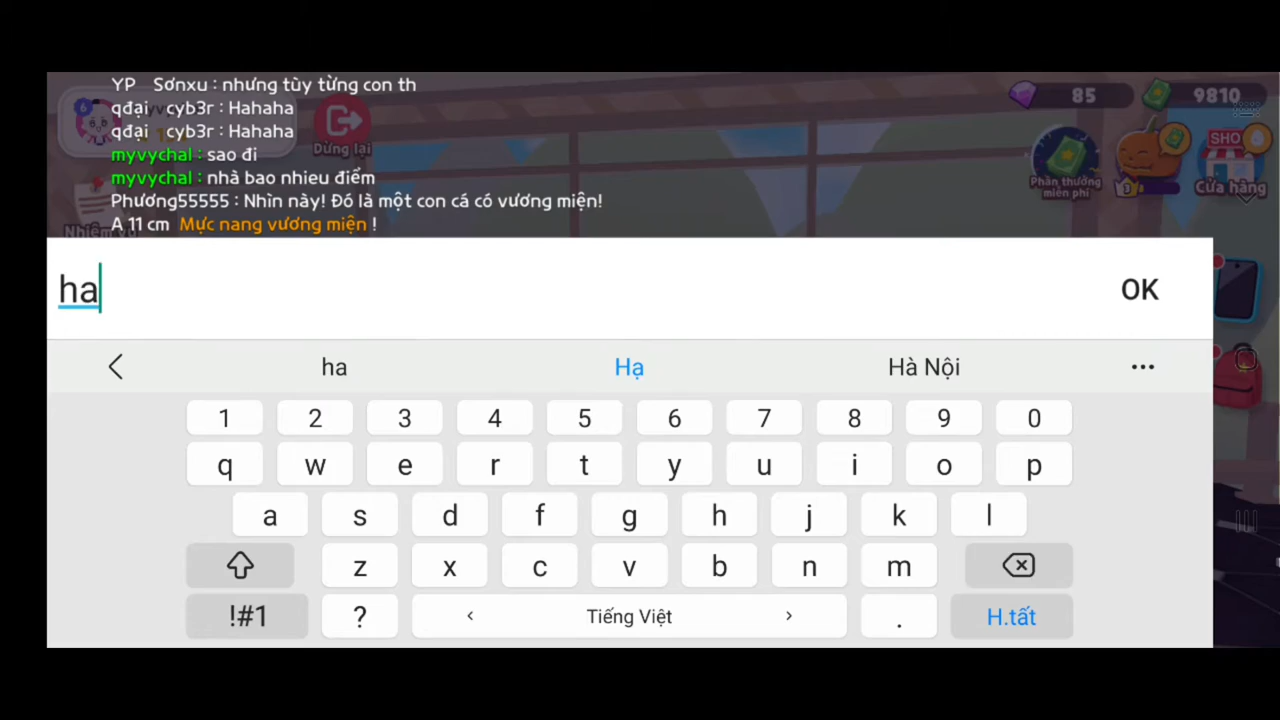 YP Sơnxu : nhưng tùy từng con th
qđại cyb3r : Hahaha
qđại cyb3r : Hahaha
myvychal : sao đi
myvychal : nhà bao nhieu điểm
Phương55555 : Nhìn này! Đó là một con cá có vương miện!
A 11 cm Mực nang vương miện !
6
Dừng lại
85
9810
Phần thưởng
miễn phí
3
SHO
Cửa hàng
ha
OK
ha Hạ Hà Nội
1 2 3 4 5 6 7 8 9 0
q w e r t y u i o p
a s d f g h j k l
z x c v b n m
!#1 ? Tiếng Việt . H.tất